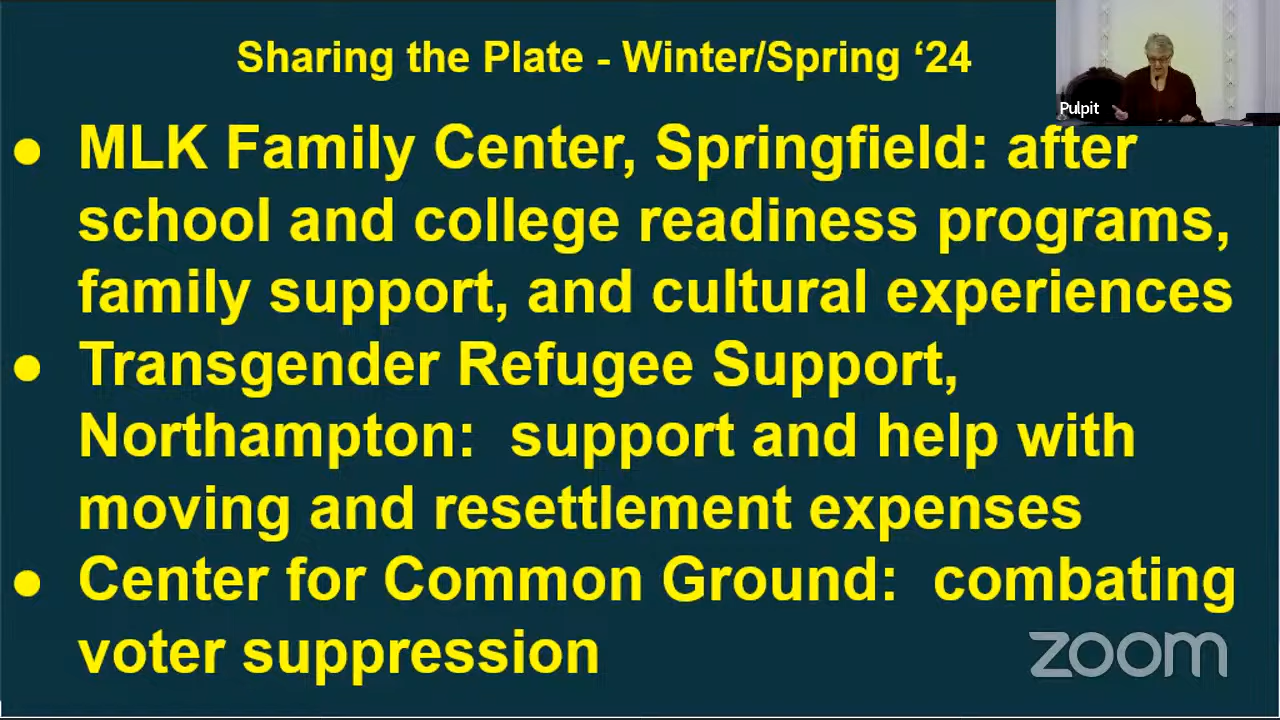 Sharing the Plate - Winter/Spring ‘24
Pulpit
● MLK Family Center, Springfield: after
school and college readiness programs,
family support, and cultural experiences
● Transgender Refugee Support,
Northampton:  support and help with
moving and resettlement expenses
● Center for Common Ground:  combating
voter suppression
zoom